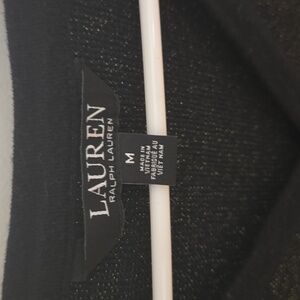 LAUREN
RALPH LAUREN
M
MADE IN
VIETNAM
FABRIQUÉ AU
VIET NAM